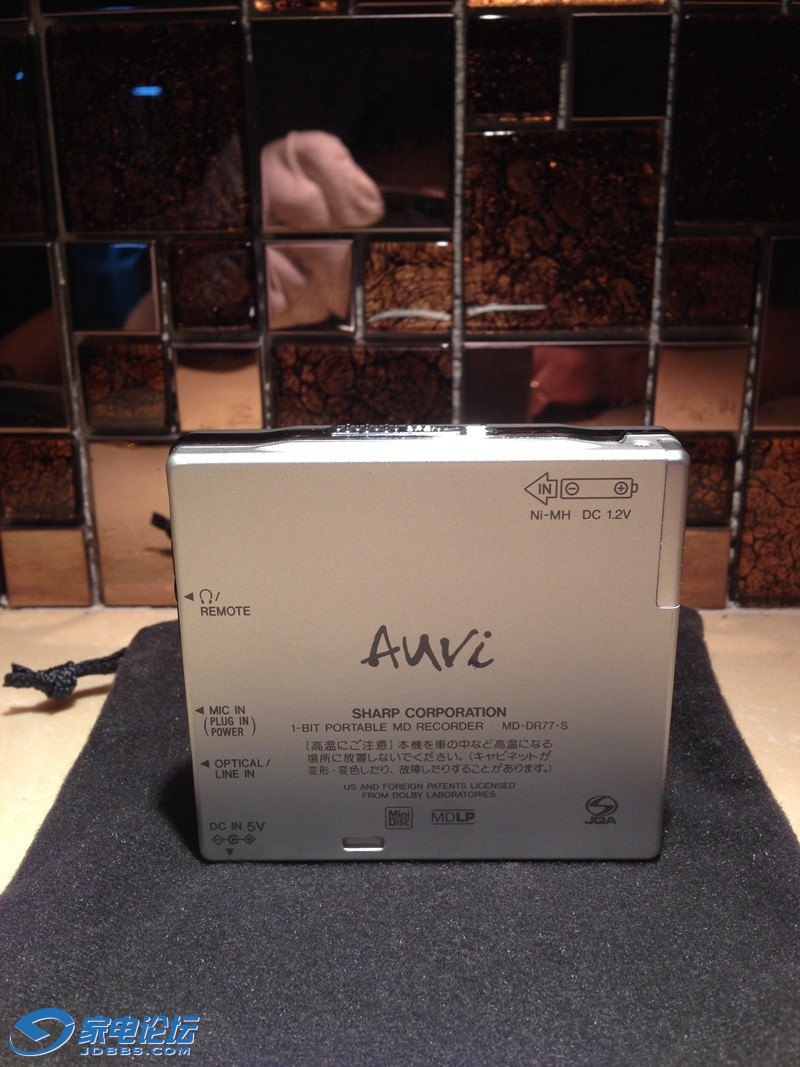 IN
Ni-MH DC 1.2V
REMOTE
Auvi
MIC IN
(PLUG IN POWER)
OPTICAL/
LINE IN
DC IN 5V
SHARP CORPORATION
1-BIT PORTABLE MD RECORDER MD-DR77-S
[高温にご注意] 本機を車の中など高温になる
場所に放置しないでください。(キャビネットが
変形・変色したり、故障したりすることがあります。)
US AND FOREIGN PATENTS LICENSED
FROM DOLBY LABORATORIES
Mini
Disc
MDLP
JQA
家电论坛
JDBBS.COM